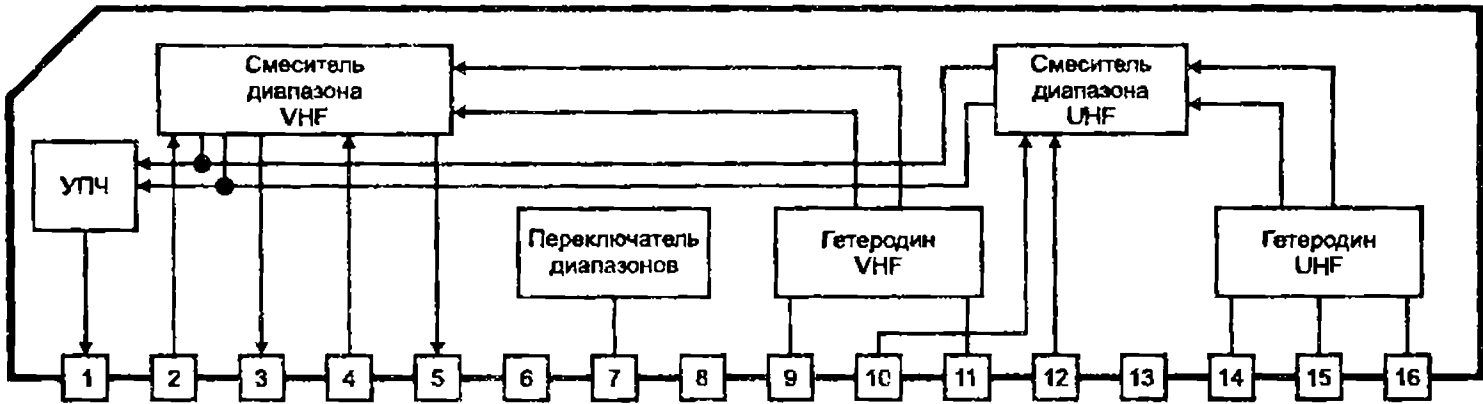 Смеситель
диапазона
VHF
Смеситель
диапазона
UHF
УПЧ
Переключатель
диапазонов
Гетеродин
VHF
Гетеродин
UHF
1 2 3 4 5 6 7 8 9 10 11 12 13 14 15 16